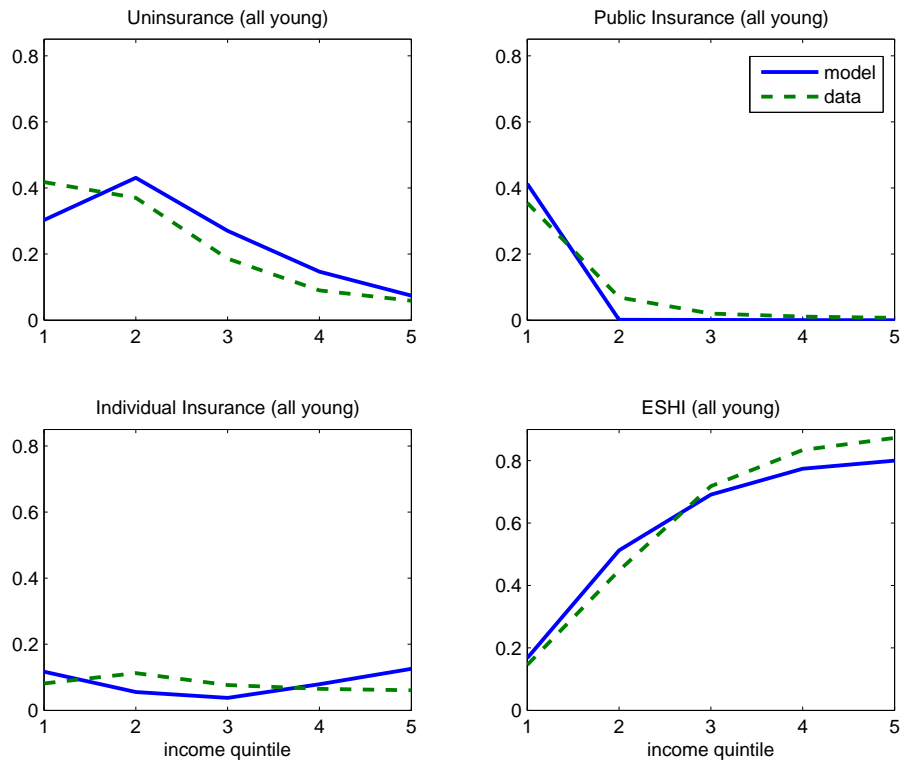 Uninsurance (all young)
0.8
0.6
0.4
0.2
0
1 2 3 4 5
Public Insurance (all young)
model
data
0.8
0.6
0.4
0.2
0
1 2 3 4 5
Individual Insurance (all young)
0.8
0.6
0.4
0.2
0
1 2 3 4 5
income quintile
ESHI (all young)
0.8
0.6
0.4
0.2
0
1 2 3 4 5
income quintile